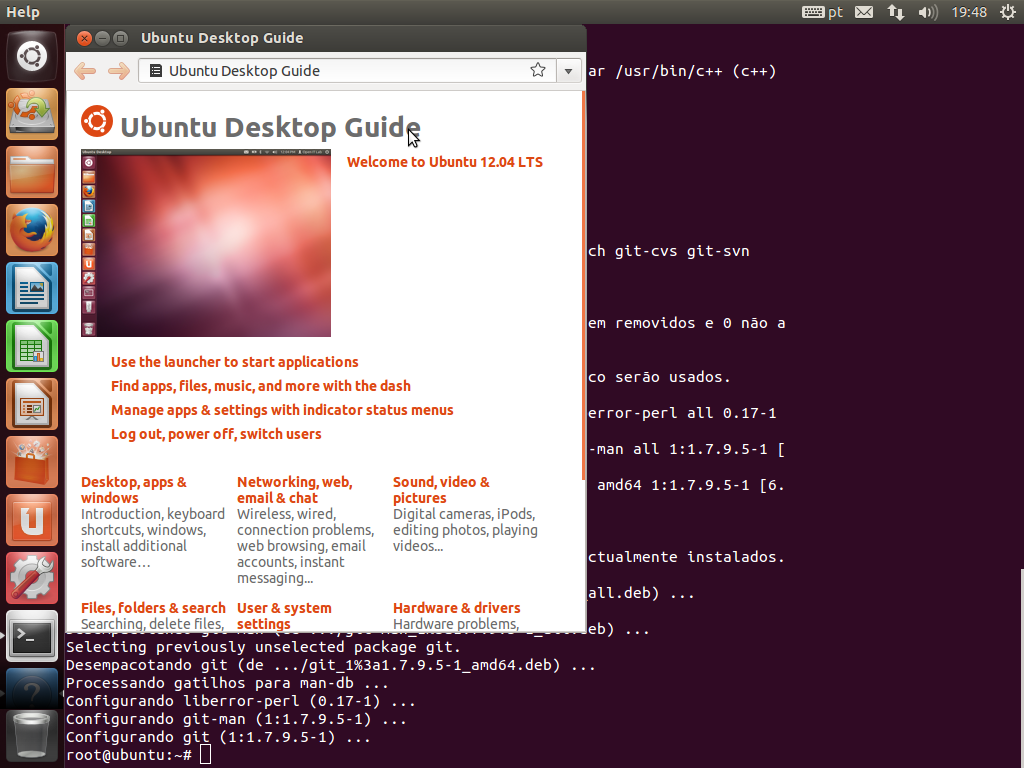 Help
pt
19:48
Ubuntu Desktop Guide
Ubuntu Desktop Guide
Ubuntu Desktop Guide
Welcome to Ubuntu 12.04 LTS
Use the launcher to start applications
Find apps, files, music, and more with the dash
Manage apps & settings with indicator status menus
Log out, power off, switch users
Desktop, apps &
windows
Introduction, keyboard
shortcuts, windows,
install additional
software…
Networking, web,
email & chat
Wireless, wired,
connection problems,
web browsing, email
accounts, instant
messaging...
Sound, video &
pictures
Digital cameras, iPods,
editing photos, playing
videos...
Files, folders & search
Searching, delete files,
User & system
settings
Hardware & drivers
Hardware problems,
ar /usr/bin/c++ (c++)
ch git-cvs git-svn
em removidos e 0 não a
co serão usados.
error-perl all 0.17-1
-man all 1:1.7.9.5-1 [
amd64 1:1.7.9.5-1 [6.
ctualmente instalados.
all.deb) ...
eb) ...
Selecting previously unselected package git.
Desempacotando git (de .../git_1%3a1.7.9.5-1_amd64.deb) ...
Processando gatilhos para man-db ...
Configurando liberror-perl (0.17-1) ...
Configurando git-man (1:1.7.9.5-1) ...
Configurando git (1:1.7.9.5-1) ...
root@ubuntu:~#